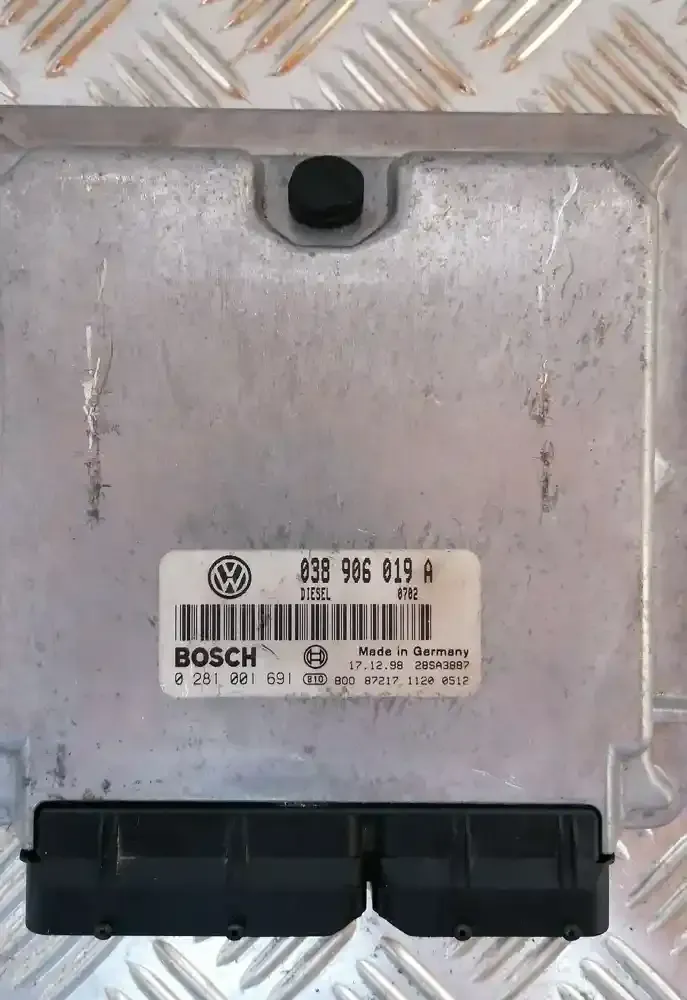 038 906 019 A
DIESEL 0702
BOSCH Made in Germany
17.12.98 28SA3887
0 281 001 691 B10 800 87217 1120 0512